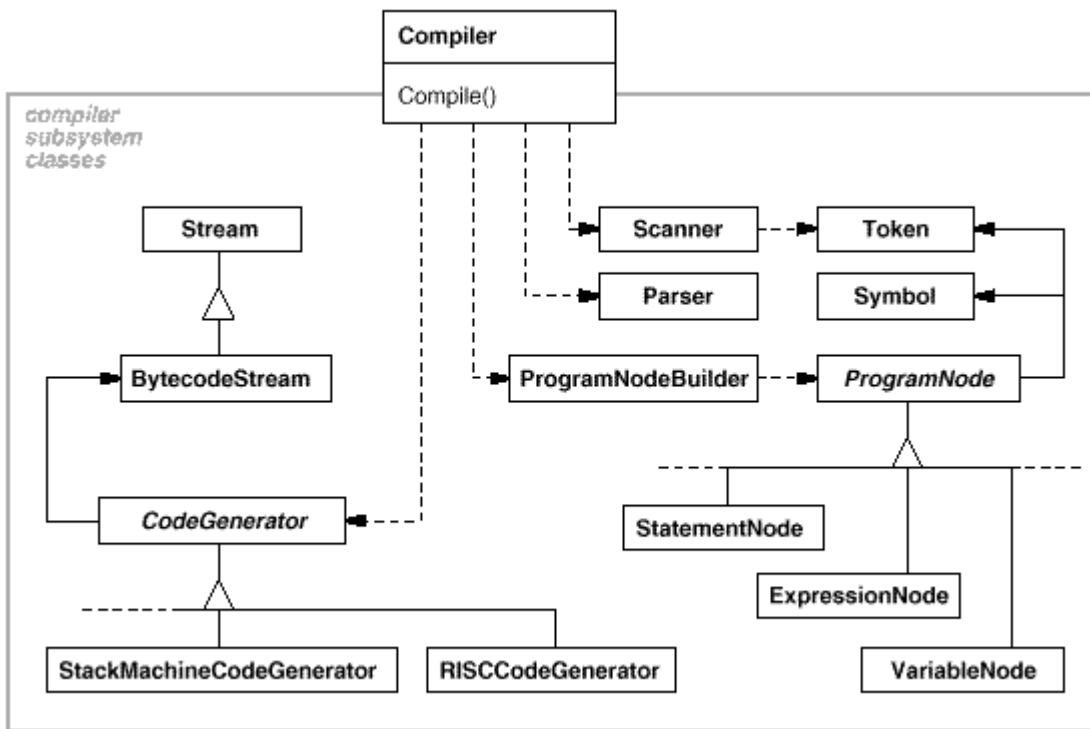 Compiler
Compile()
compiler
subsystem
classes
Stream
Scanner
Token
Parser
Symbol
BytecodeStream
ProgramNodeBuilder
ProgramNode
CodeGenerator
StatementNode
ExpressionNode
StackMachineCodeGenerator
RISCCodeGenerator
VariableNode